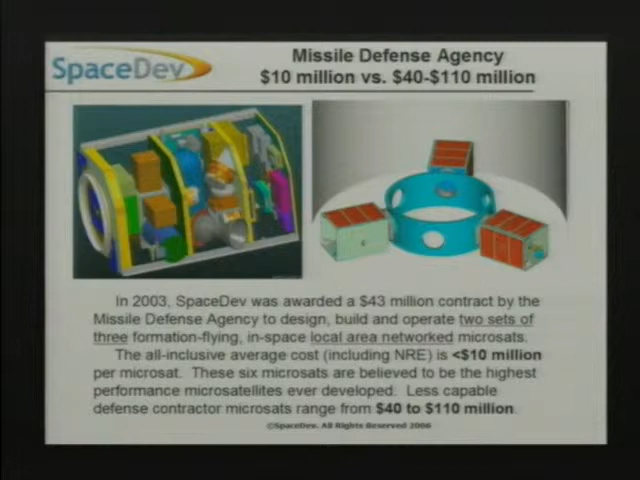 SpaceDev
Missile Defense Agency
$10 million vs. $40-$110 million
In 2003, SpaceDev was awarded a $43 million contract by the
Missile Defense Agency to design, build and operate two sets of
three formation-flying, in-space local area networked microsats.
The all-inclusive average cost (including NRE) is <$10 million
per microsat. These six microsats are believed to be the highest
performance microsatellites ever developed. Less capable
defense contractor microsats range from $40 to $110 million.
©SpaceDev. All Rights Reserved 2006